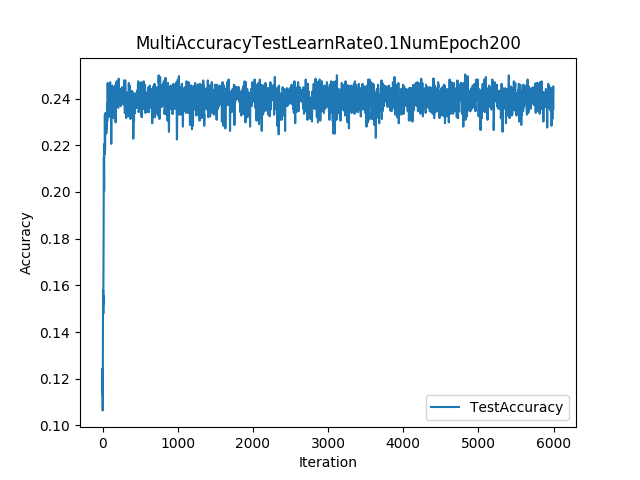 MultiAccuracyTestLearnRate0.1NumEpoch200
0.24
0.22
0.20
0.18
0.16
0.14
0.12
0.10
Accuracy
TestAccuracy
0 1000 2000 3000 4000 5000 6000
Iteration